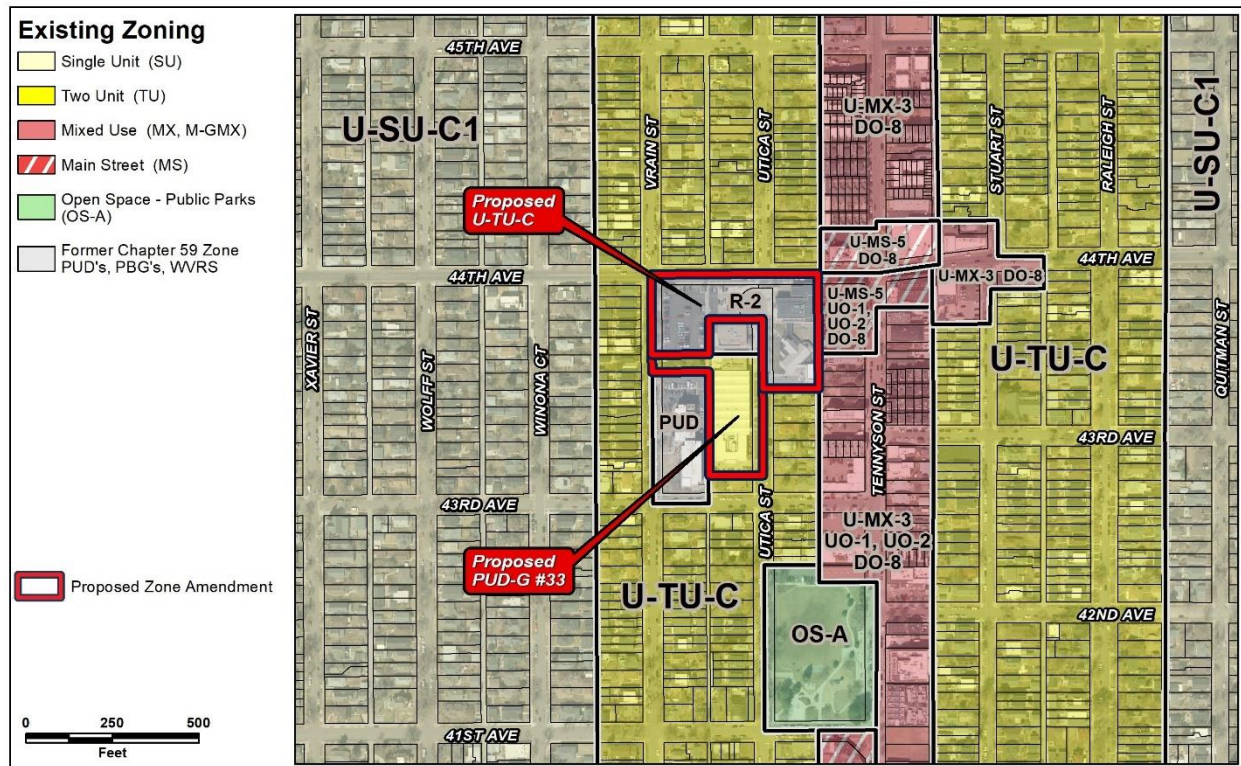 Existing Zoning
Single Unit (SU)
Two Unit (TU)
Mixed Use (MX, M-GMX)
Main Street (MS)
Open Space - Public Parks
(OS-A)
Former Chapter 59 Zone
PUD's, PBG's, WVRS
Proposed Zone Amendment
0 250 500
Feet
45TH AVE
U-SU-C1
VRAIN ST
UTICA ST
U-MX-3
DO-8
STUART ST
RALEIGH ST
U-SU-C1
Proposed
U-TU-C
U-MS-5
DO-8
44TH AVE
44TH AVE
R-2
U-MX-3 DO-8
U-MS-5
UO-1,
UO-2
DO-8
XAVIER ST
WOLFF ST
WINONA CT
U-TU-C
QUITMAN ST
PUD
TENNYSON ST
43RD AVE
43RD AVE
UTICA ST
U-MX-3
UO-1, UO-2
DO-8
Proposed
PUD-G #33
U-TU-C
OS-A
42ND AVE
41ST AVE